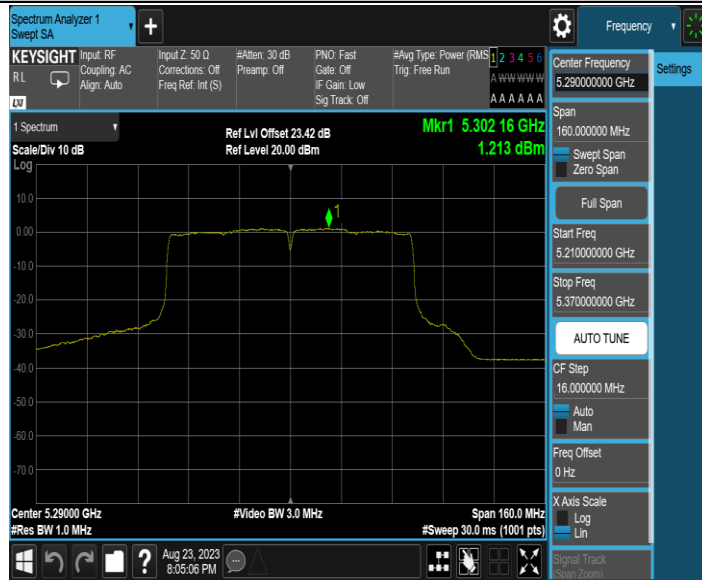 Spectrum Analyzer 1
Swept SA
Frequency
KEYSIGHT
RL
LXI
Input: RF
Coupling: AC
Align: Auto
Input Z: 50 Ω
Corrections: Off
Freq Ref: Int (S)
#Atten: 30 dB
Preamp: Off
PNO: Fast
Gate: Off
IF Gain: Low
Sig Track: Off
#Avg Type: Power (RMS
Trig: Free Run
1 2 3 4 5 6
A W W W W W
A A A A A A
1 Spectrum
Scale/Div 10 dB
Log
Ref Lvl Offset 23.42 dB
Ref Level 20.00 dBm
Mkr1 5.302 16 GHz
1.213 dBm
10.0
0.00
-10.0
-20.0
-30.0
-40.0
-50.0
-60.0
-70.0
1
Center 5.29000 GHz
#Res BW 1.0 MHz
#Video BW 3.0 MHz
Span 160.0 MHz
#Sweep 30.0 ms (1001 pts)
Center Frequency
5.290000000 GHz
Settings
Span
160.000000 MHz
Swept Span
Zero Span
Full Span
Start Freq
5.210000000 GHz
Stop Freq
5.370000000 GHz
AUTO TUNE
CF Step
16.000000 MHz
Auto
Man
Freq Offset
0 Hz
X Axis Scale
Log
Lin
Signal Track
(Span Zoom)
?
Aug 23, 2023
8:05:06 PM